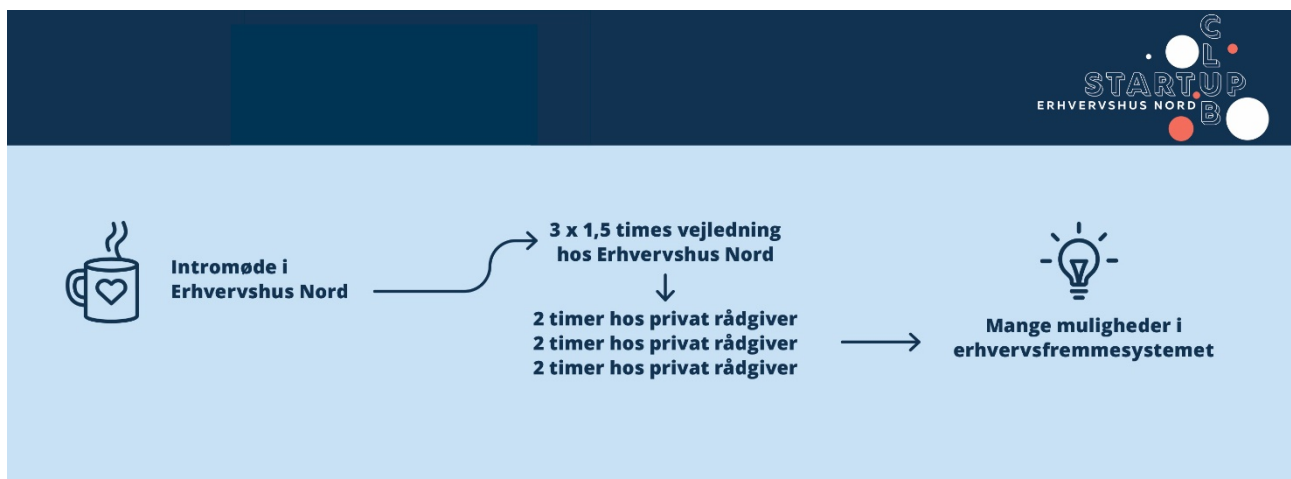 STARTUP
CLUB
ERHVERVSHUS NORD
Intromøde i
Erhvervshus Nord
3 x 1,5 times vejledning
hos Erhvervshus Nord
2 timer hos privat rådgiver
2 timer hos privat rådgiver
2 timer hos privat rådgiver
Mange muligheder i
erhvervsfremmesystemet